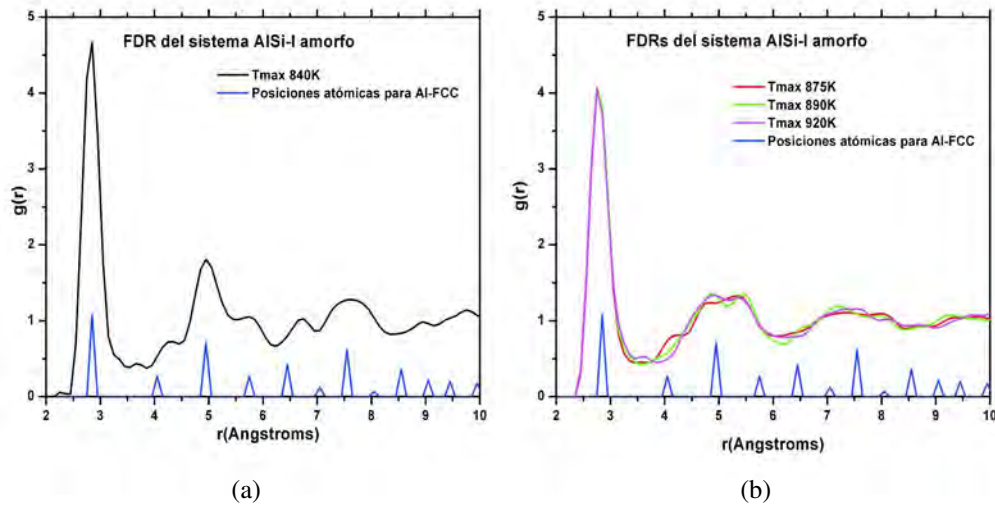 FDR del sistema AlSi-I amorfo
Tmax 840K
Posiciones atómicas para Al-FCC
5
4
3
2
1
0
g(r)
2 3 4 5 6 7 8 9 10
r(Angstroms)
(a)
FDRs del sistema AlSi-I amorfo
Tmax 875K
Tmax 890K
Tmax 920K
Posiciones atómicas para Al-FCC
5
4
3
2
1
0
g(r)
2 3 4 5 6 7 8 9 10
r(Angstroms)
(b)